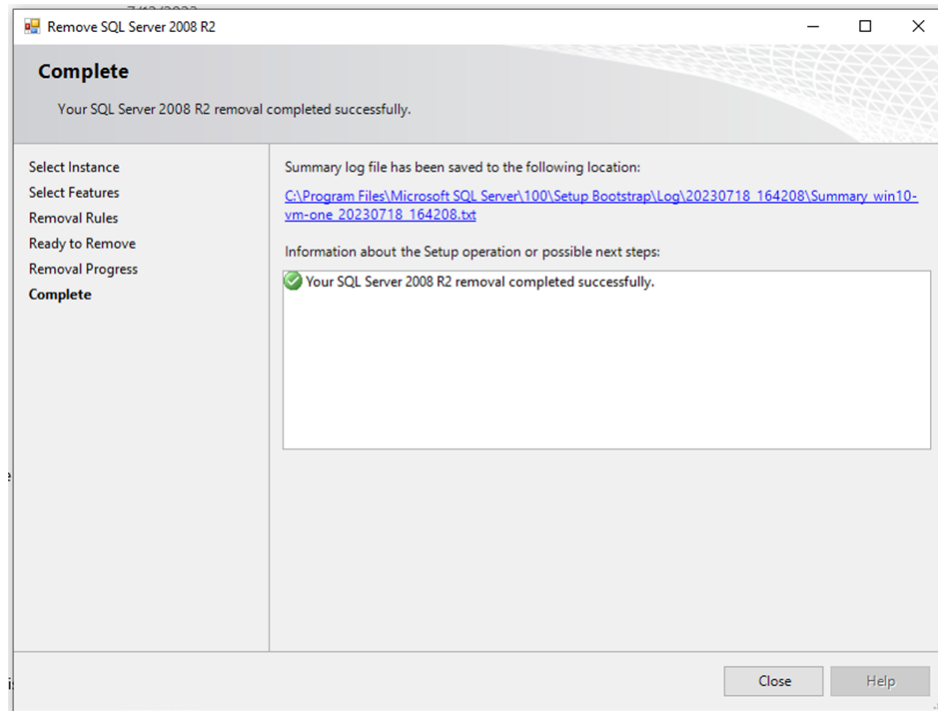 Remove SQL Server 2008 R2
Complete
Your SQL Server 2008 R2 removal completed successfully.
Select Instance
Select Features
Removal Rules
Ready to Remove
Removal Progress
Complete
Summary log file has been saved to the following location:
C:\Program Files\Microsoft SQL Server\100\Setup Bootstrap\Log\20230718_164208\Summary_win10-
vm-one_20230718_164208.txt
Information about the Setup operation or possible next steps:
Your SQL Server 2008 R2 removal completed successfully.
Close
Help